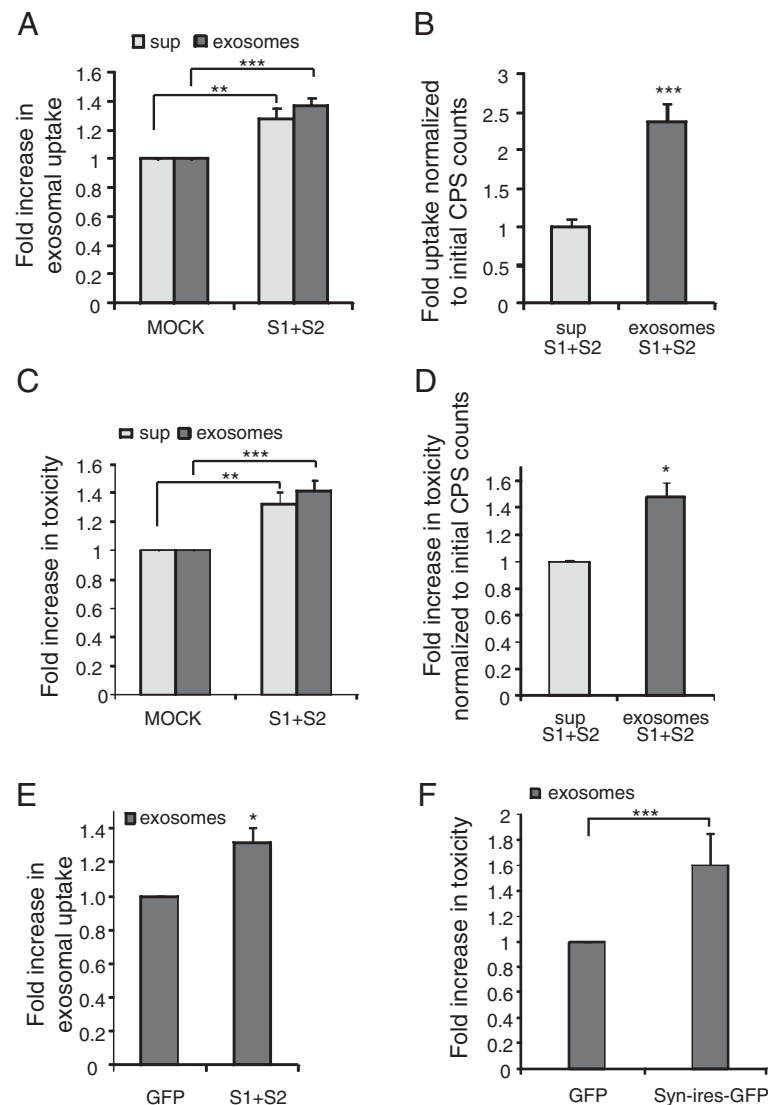 A
sup exosomes
Fold increase in
exosomal uptake
1.6
1.4
1.2
1
0.8
0.6
0.4
0.2
0
**
***
MOCK S1+S2
B
Fold uptake normalized
to initial CPS counts
3
2.5
2
1.5
1
0.5
0
***
sup
S1+S2
exosomes
S1+S2
C
sup exosomes
Fold increase in toxicity
1.6
1.4
1.2
1
0.8
0.6
0.4
0.2
0
**
***
MOCK S1+S2
D
Fold increase in toxicity
normalized to initial CPS counts
1.6
1.4
1.2
1
0.8
0.6
0.4
0.2
0
*
sup
S1+S2
exosomes
S1+S2
E
exosomes
Fold increase in
exosomal uptake
1.4
1.2
1
0.8
0.6
0.4
0.2
0
*
GFP S1+S2
F
exosomes
Fold increase in toxicity
2
1.8
1.6
1.4
1.2
1
0.8
0.6
0.4
0.2
0
***
GFP Syn-ires-GFP